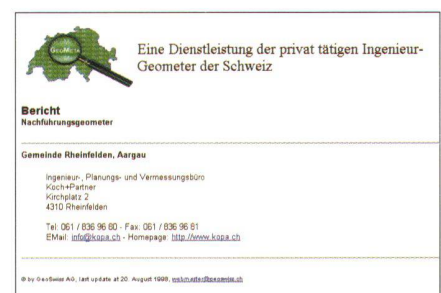 GeoMeta
Eine Dienstleistung der privat tätigen Ingenieur-
Geometer der Schweiz
Bericht
Nachführungsgeometer
Gemeinde Rheinfelden, Aargau
Ingenieur-, Planungs- und Vermessungsbüro
Koch+Partner
Kirchplatz 2
4310 Rheinfelden
Tel: 061 / 836 96 80 - Fax: 061 / 836 96 81
EMail: info@kopa.ch - Homepage: http://www.kopa.ch
© by GeoSwiss AG, last update at 20. August 1998, webmaster@geoswiss.ch